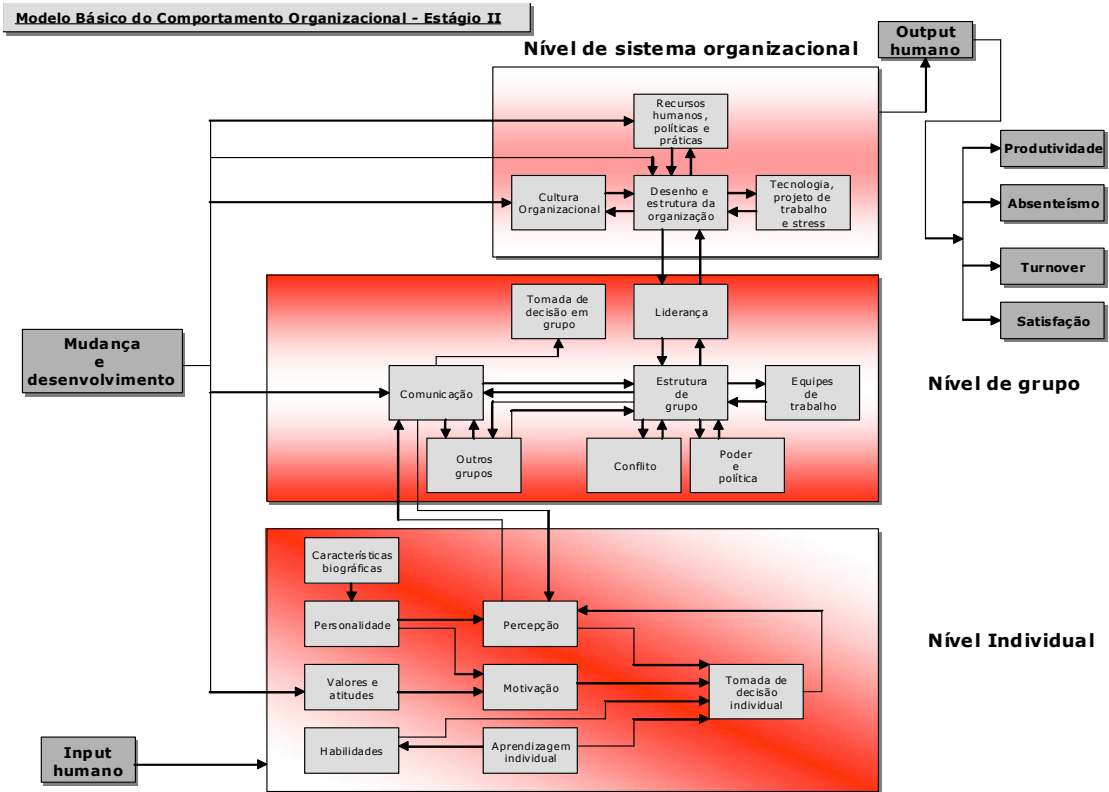 Modelo Básico do Comportamento Organizacional - Estágio II
Output
humano
Nível de sistema organizacional
Recursos
humanos,
políticas e
práticas
Cultura
Organizacional
Desenho e
estrutura da
organização
Tecnologia,
projeto de
trabalho
e stress
Produtividade
Absenteísmo
Turnover
Satisfação
Mudança
e
desenvolvimento
Tomada de
decisão em
grupo
Liderança
Comunicação
Estrutura
de
grupo
Equipes
de
trabalho
Nível de grupo
Outros
grupos
Conflito
Poder
e
política
Características
biográficas
Personalidade
Percepção
Nível Individual
Valores e
atitudes
Motivação
Tomada de
decisão
individual
Habilidades
Aprendizagem
individual
Input
humano